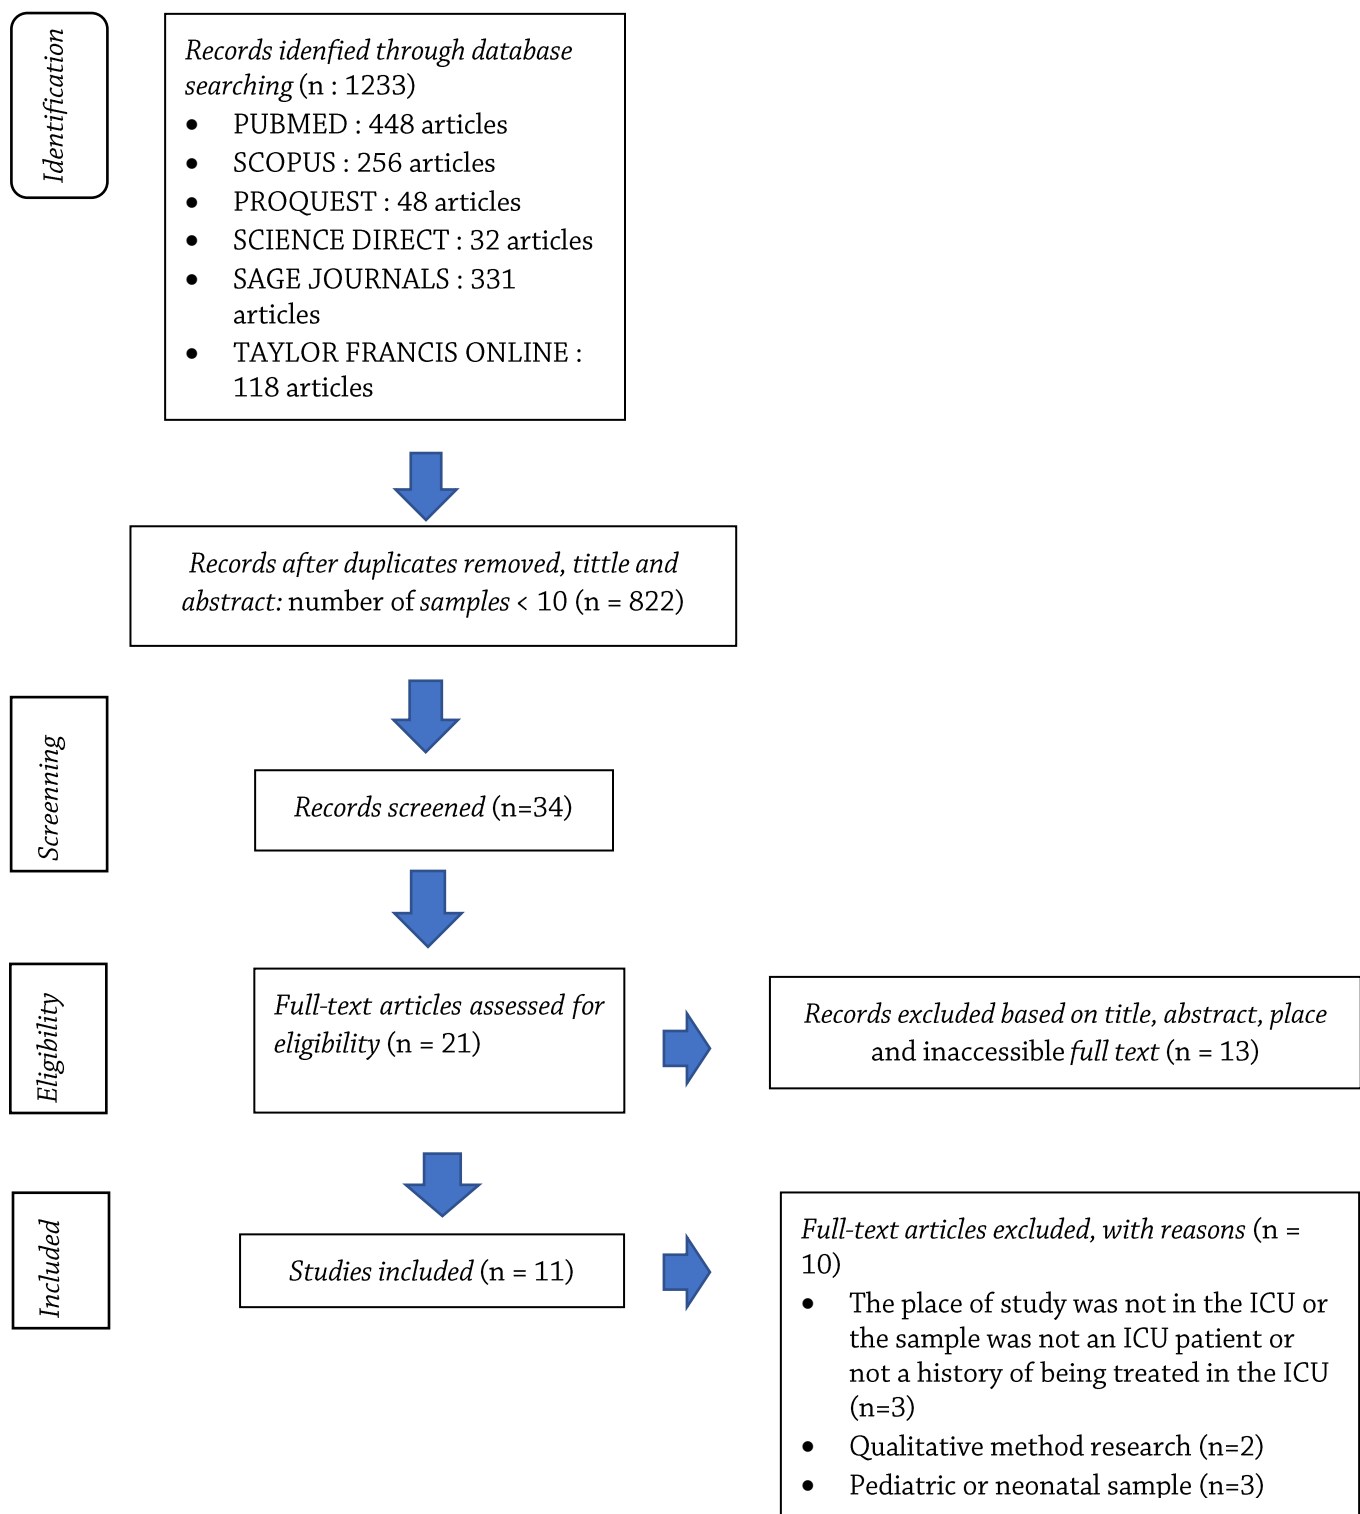 Identification
Records idenfied through database
searching (n : 1233)
• PUBMED : 448 articles
• SCOPUS : 256 articles
• PROQUEST : 48 articles
• SCIENCE DIRECT : 32 articles
• SAGE JOURNALS : 331
articles
• TAYLOR FRANCIS ONLINE :
118 articles
Records after duplicates removed, tittle and
abstract: number of samples < 10 (n = 822)
Screnning
Records screened (n=34)
Eligibility
Full-text articles assessed for
eligibility (n = 21)
Records excluded based on title, abstract, place
and inaccessible full text (n = 13)
Included
Studies included (n = 11)
Full-text articles excluded, with reasons (n =
10)
• The place of study was not in the ICU or
the sample was not an ICU patient or
not a history of being treated in the ICU
(n=3)
• Qualitative method research (n=2)
• Pediatric or neonatal sample (n=3)